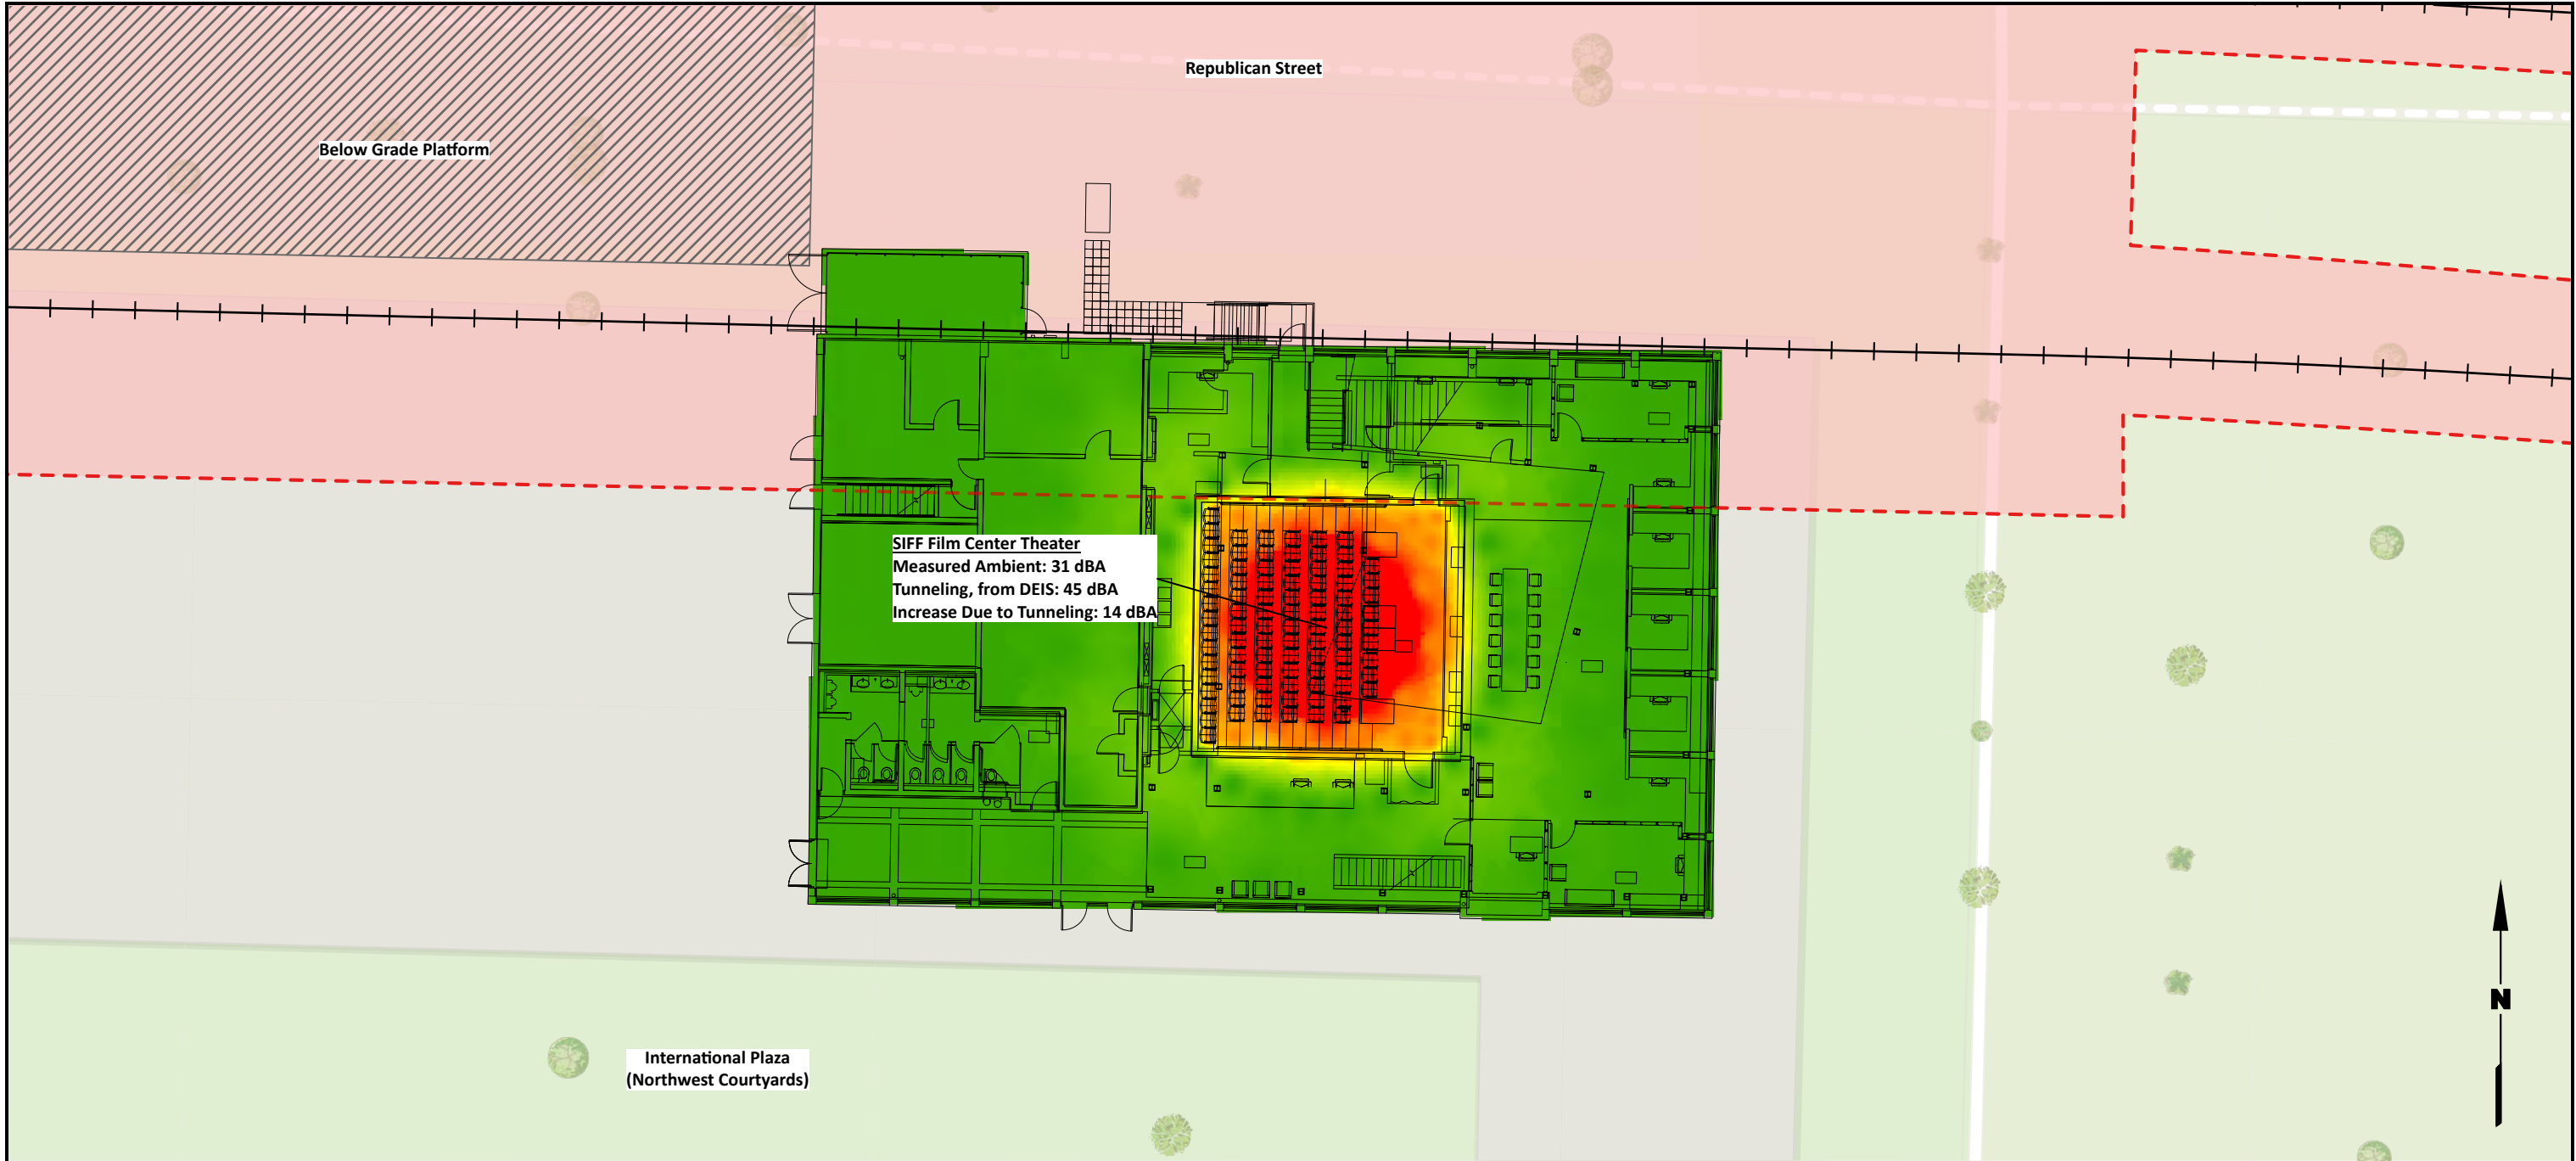 Republican Street
Below Grade Platform
SIFF Film Center Theater
Measured Ambient: 31 dBA
Tunneling, from DEIS: 45 dBA
Increase Due to Tunneling: 14 dBA
International Plaza
(Northwest Courtyards)
N